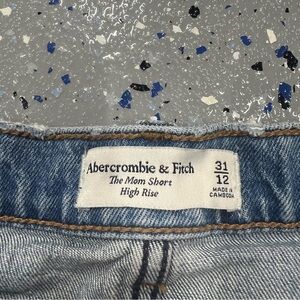 Abercrombie & Fitch
The Mom Short
High Rise
31
12
MADE IN
CAMBODIA